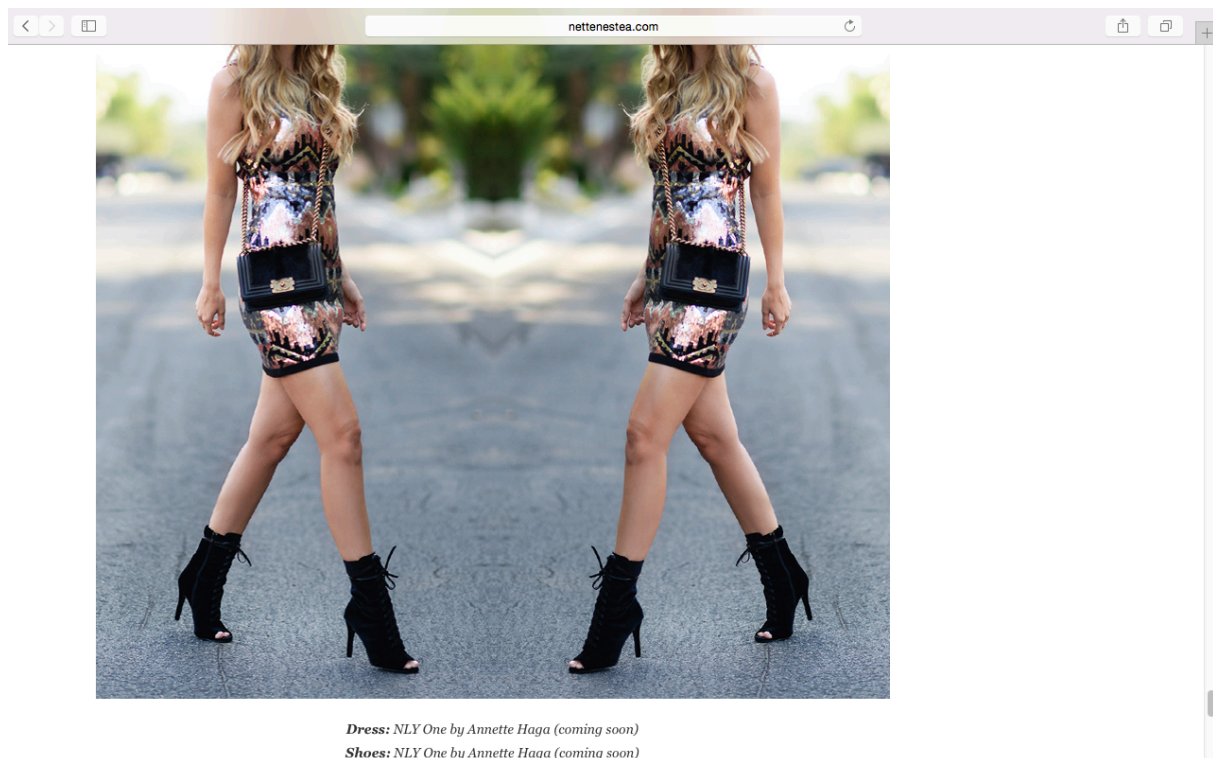 nettenestea.com
Dress: NLY One by Annette Haga (coming soon)
Shoes: NLY One by Annette Haga (coming soon)